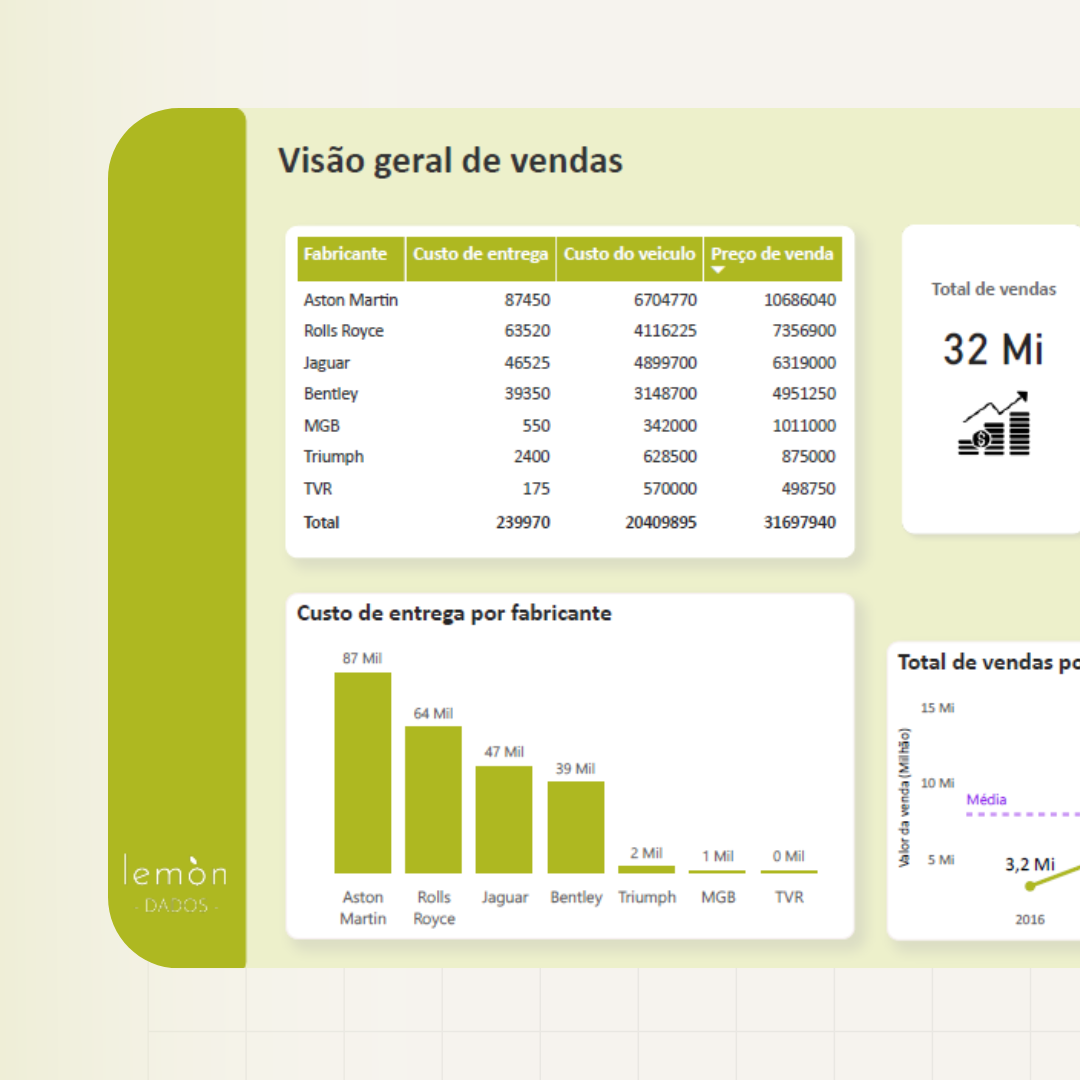 Visão geral de vendas
Fabricante Custo de entrega Custo do veiculo Preço de venda
Aston Martin 87450 6704770 10686040
Rolls Royce 63520 4116225 7356900
Jaguar 46525 4899700 6319000
Bentley 39350 3148700 4951250
MGB 550 342000 1011000
Triumph 2400 628500 875000
TVR 175 570000 498750
Total 239970 20409895 31697940
Total de vendas
32 Mi
$
Custo de entrega por fabricante
87 Mil
64 Mil
47 Mil
39 Mil
2 Mil
1 Mil
0 Mil
Aston Martin
Rolls Royce
Jaguar
Bentley
Triumph
MGB
TVR
Total de vendas po
Valor da venda (Milhão)
15 Mi
10 Mi
5 Mi
Média
3,2 Mi
2016
lemon
- DADOS -